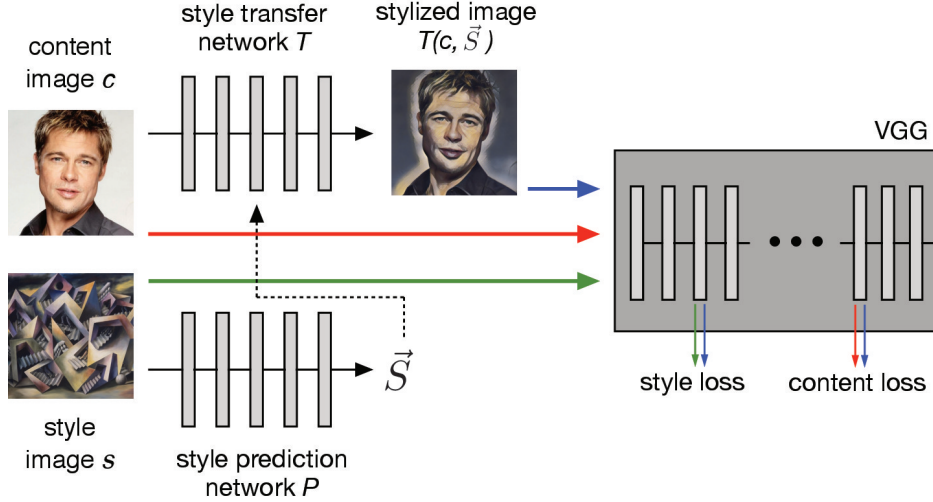 style transfer
network T
stylized image
T(c, S⃗ )
content
image c
VGG
• • •
style loss
content loss
S⃗
style
image s
style prediction
network P